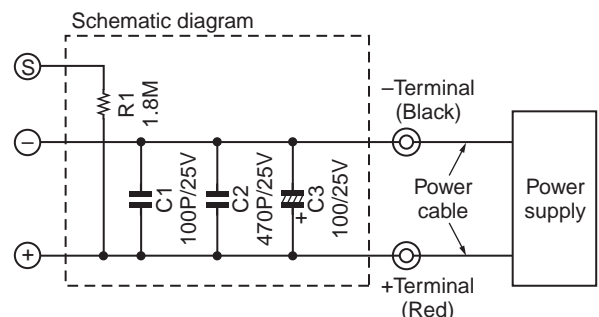 Schematic diagram
S
R1
1.8M
–Terminal
(Black)
–
C1
100P/25V
C2
470P/25V
+
C3
100/25V
Power
cable
Power
supply
+
+Terminal
(Red)